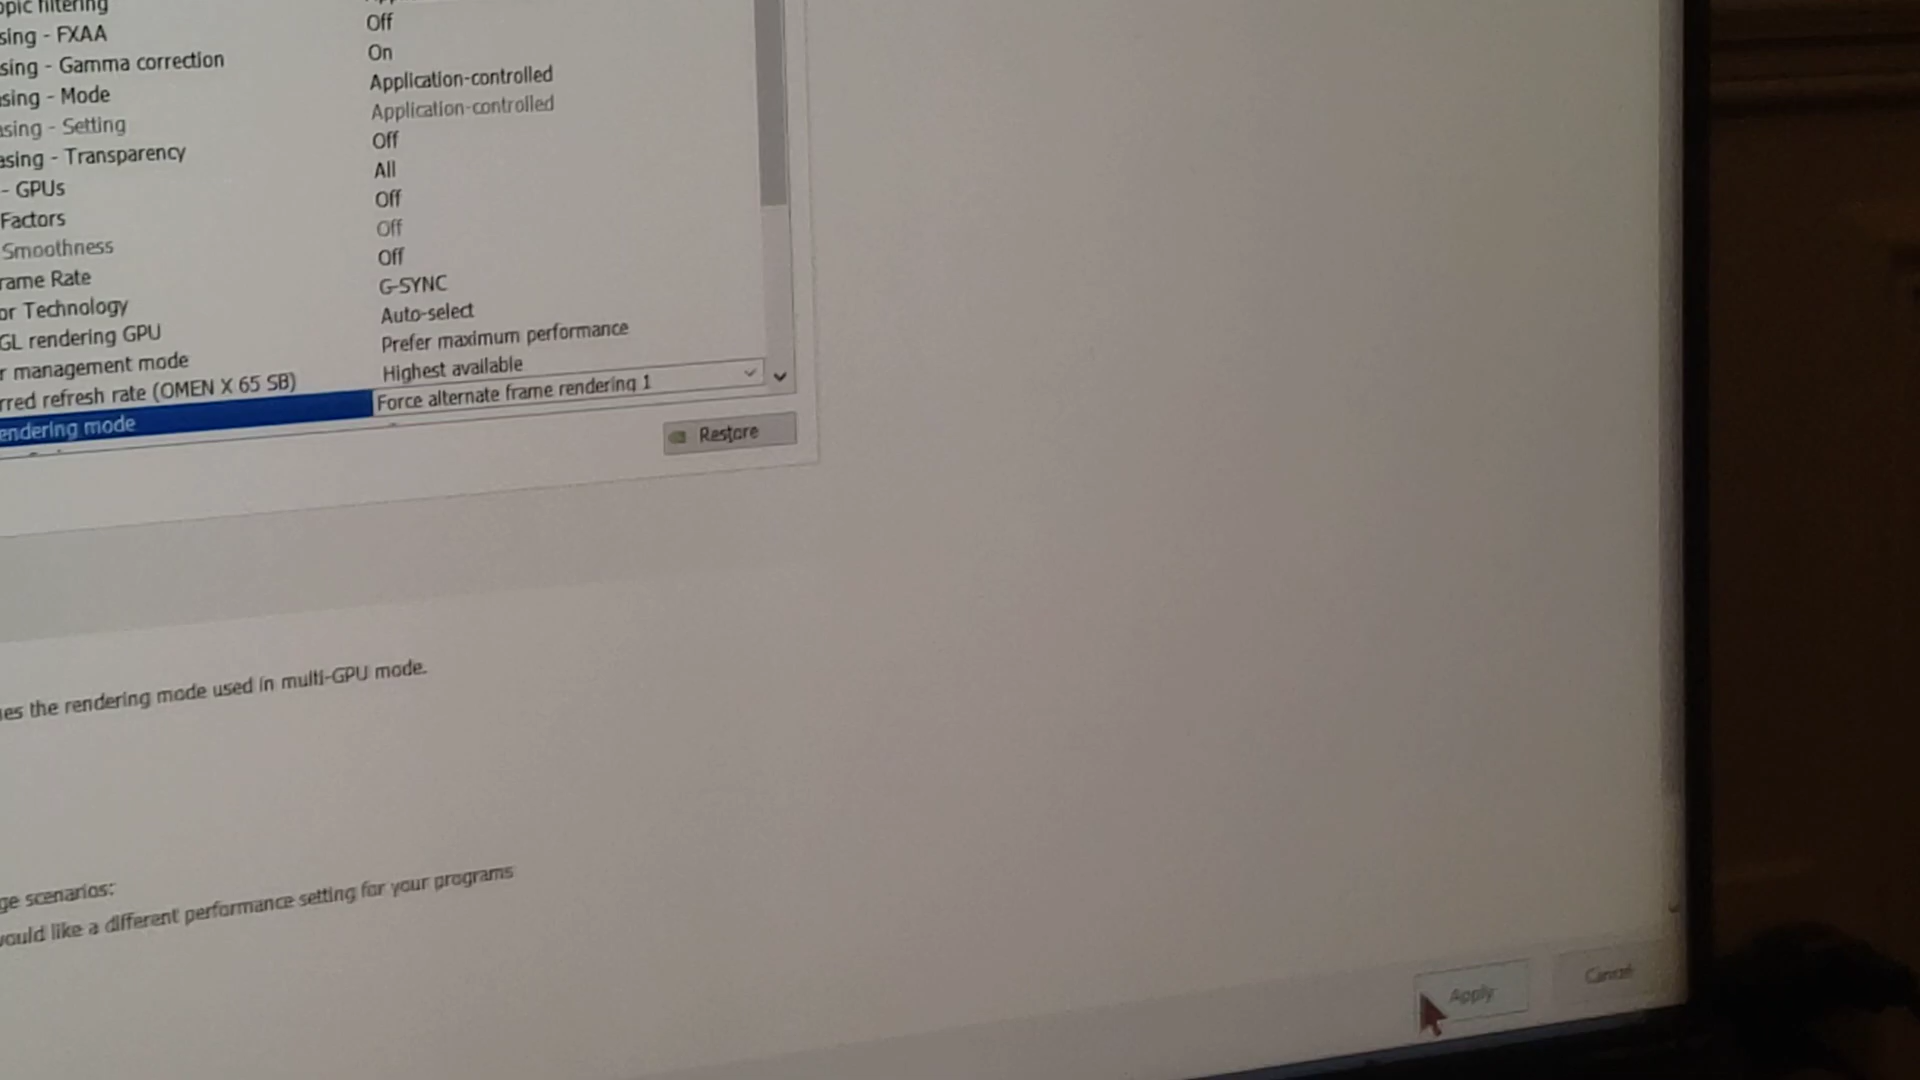 opic filtering
sing - FXAA Off
sing - Gamma correction On
sing - Mode Application-controlled
sing - Setting Application-controlled
asing - Transparency Off
- GPUs All
Factors Off
Smoothness Off
rame Rate Off
or Technology G-SYNC
GL rendering GPU Auto-select
r management mode Prefer maximum performance
rred refresh rate (OMEN X 65 SB) Highest available
endering mode Force alternate frame rendering 1
Restore
es the rendering mode used in multi-GPU mode.
ge scenarios:
would like a different performance setting for your programs
Apply Cancel